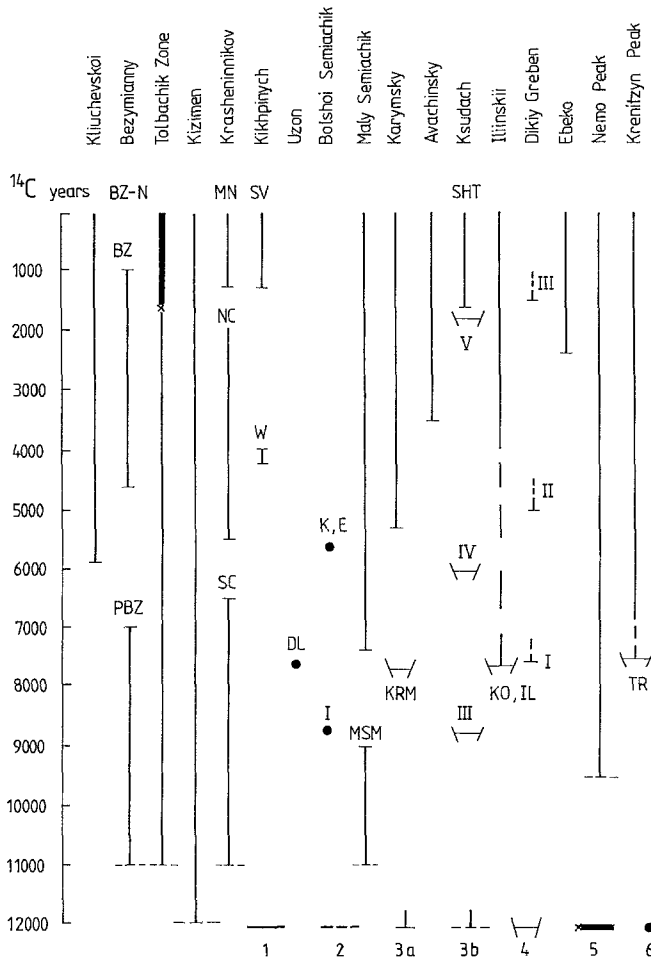 Kliuchevskoi
Bezymianny
Tolbachik Zone
Kizimen
Krasheninnikov
Kikhpinych
Uzon
Bolshoi Semiachik
Maly Semiachik
Karymsky
Avachinsky
Ksudach
Iliinskii
Dikiy Greben
Ebeko
Nemo Peak
Krenitzyn Peak
¹⁴C years BZ-N MN SV SHT
BZ
1000 III
NC
2000 V
3000
W
4000
II
5000
K,E
IV
6000
SC
PBZ
7000
DL I
KRM KO,IL TR
8000
I III
MSM
9000
10000
11000
12000
1 2 3a 3b 4 5 6